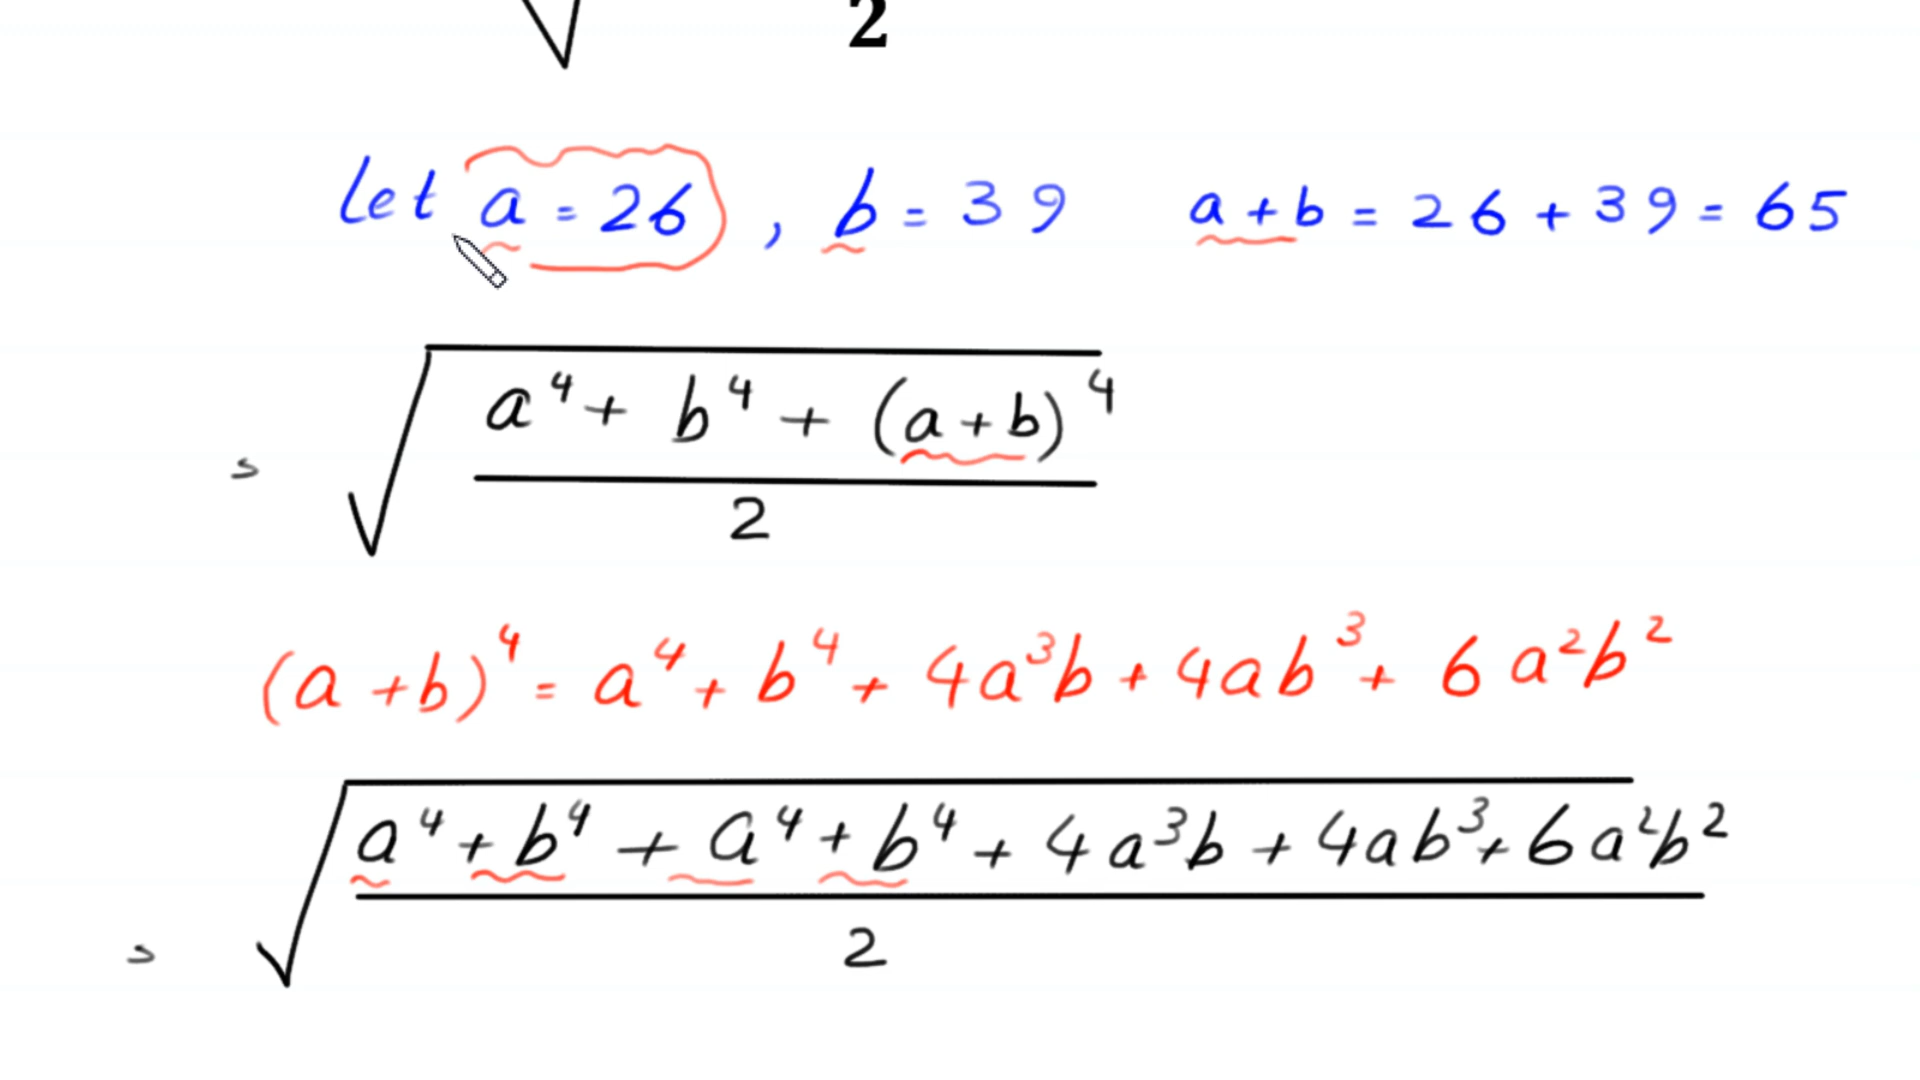 √ 2
let a = 26 , b = 39 a + b = 26 + 39 = 65
= √ a⁴ + b⁴ + (a + b)⁴
2
(a + b)⁴ = a⁴ + b⁴ + 4a³b + 4ab³ + 6a²b²
= √ a⁴ + b⁴ + a⁴ + b⁴ + 4a³b + 4ab³ + 6a²b²
2